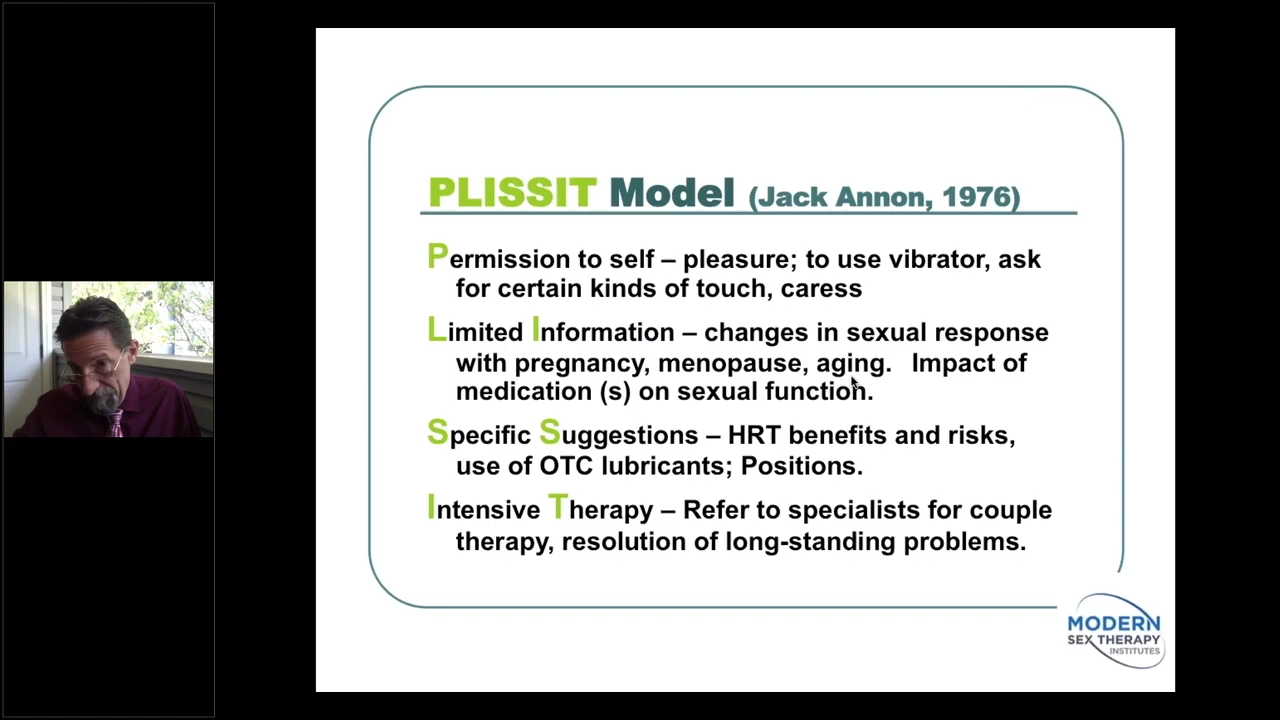 PLISSIT Model (Jack Annon, 1976)
Permission to self – pleasure; to use vibrator, ask
for certain kinds of touch, caress
Limited Information – changes in sexual response
with pregnancy, menopause, aging.   Impact of
medication (s) on sexual function.
Specific Suggestions – HRT benefits and risks,
use of OTC lubricants; Positions.
Intensive Therapy – Refer to specialists for couple
therapy, resolution of long-standing problems.
MODERN
SEX THERAPY
INSTITUTES